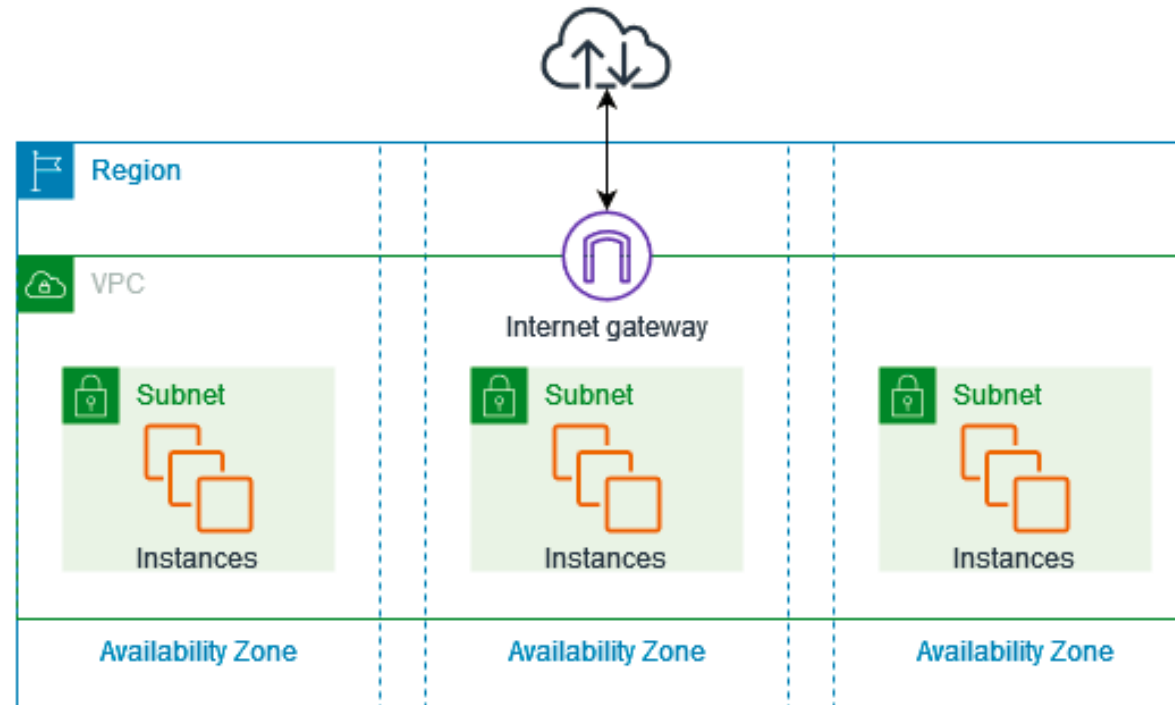 Region
VPC
Internet gateway
Subnet
Subnet
Subnet
Instances
Instances
Instances
Availability Zone
Availability Zone
Availability Zone